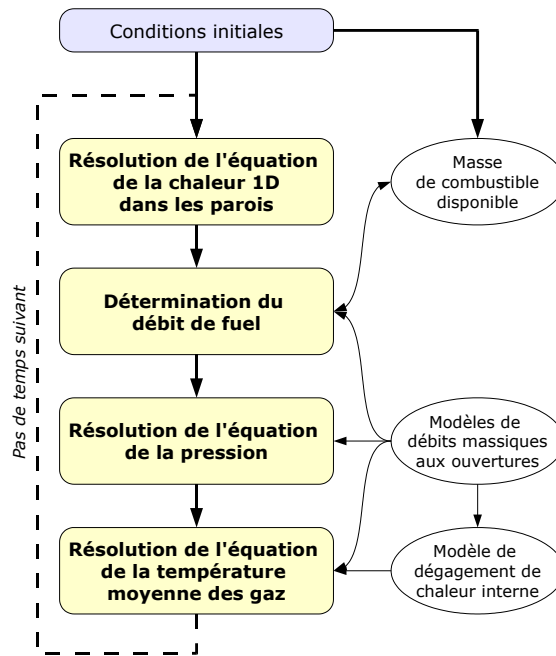 Conditions initiales
Résolution de l'équation
de la chaleur 1D
dans les parois
Masse
de combustible
disponible
Détermination du
débit de fuel
Pas de temps suivant
Résolution de l'équation
de la pression
Modèles de
débits massiques
aux ouvertures
Résolution de l'équation
de la température
moyenne des gaz
Modèle de
dégagement de
chaleur interne